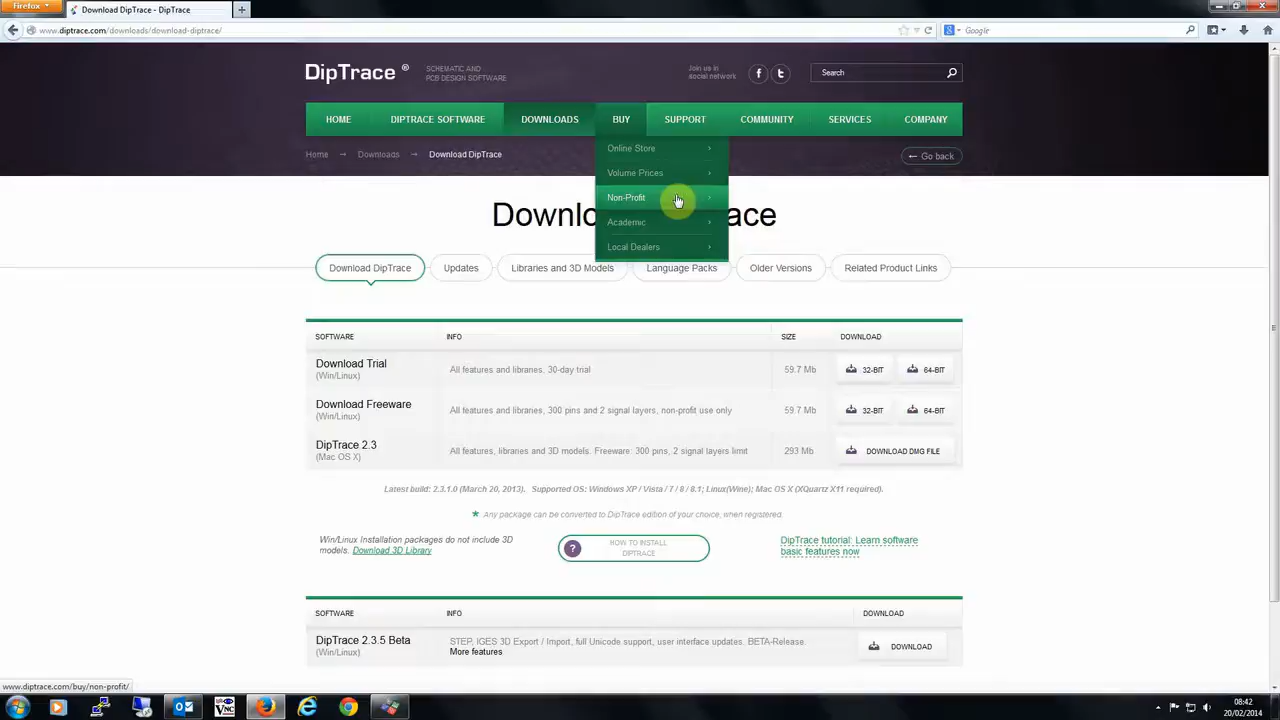 Firefox
Download DipTrace - DipTrace
www.diptrace.com/downloads/download-diptrace/
Google
DipTrace ®
SCHEMATIC AND
PCB DESIGN SOFTWARE
Join us in
social network
Search
HOME
DIPTRACE SOFTWARE
DOWNLOADS
BUY
SUPPORT
COMMUNITY
SERVICES
COMPANY
Home → Downloads → Download DipTrace
← Go back
Online Store
Volume Prices
Non-Profit
Academic
Local Dealers
Downlo
ace
Download DipTrace
Updates
Libraries and 3D Models
Language Packs
Older Versions
Related Product Links
SOFTWARE INFO SIZE DOWNLOAD
Download Trial
(Win/Linux)
All features and libraries. 30-day trial
59.7 Mb
32-BIT
64-BIT
Download Freeware
(Win/Linux)
All features and libraries, 300 pins and 2 signal layers, non-profit use only
59.7 Mb
32-BIT
64-BIT
DipTrace 2.3
(Mac OS X)
All features, libraries and 3D models. Freeware: 300 pins, 2 signal layers limit
293 Mb
DOWNLOAD DMG FILE
Latest build: 2.3.1.0 (March 20, 2013). Supported OS: Windows XP / Vista / 7 / 8 / 8.1; Linux(Wine); Mac OS X (XQuartz X11 required).
★ Any package can be converted to DipTrace edition of your choice, when registered.
Win/Linux Installation packages do not include 3D
models. Download 3D Library
?
HOW TO INSTALL
DIPTRACE
DipTrace tutorial: Learn software
basic features now
SOFTWARE INFO DOWNLOAD
DipTrace 2.3.5 Beta
(Win/Linux)
STEP, IGES 3D Export / Import, full Unicode support, user interface updates. BETA-Release.
More features
DOWNLOAD
www.diptrace.com/buy/non-profit/
08:42
20/02/2014